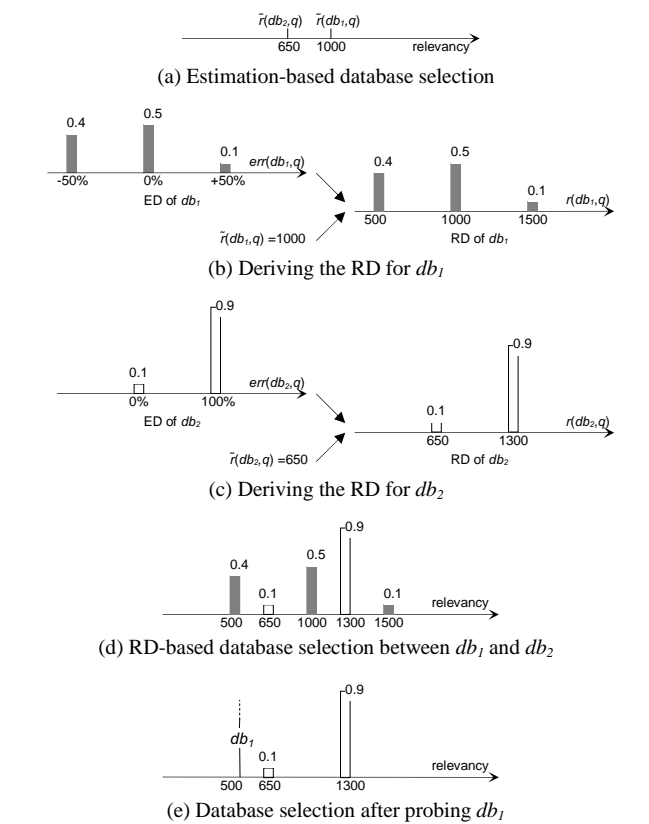 r̃(db2,q) r̃(db1,q)
650 1000 relevancy
(a) Estimation-based database selection
0.4 0.5 0.1 err(db1,q)
-50% 0% +50%
ED of db1
r̃(db1,q) =1000
0.4 0.5 0.1 r(db1,q)
500 1000 1500
RD of db1
(b) Deriving the RD for db1
0.1 0.9 err(db2,q)
0% 100%
ED of db2
r̃(db2,q)=650
0.1 0.9 r(db2,q)
650 1300
RD of db2
(c) Deriving the RD for db2
0.4 0.1 0.5 0.9 0.1 relevancy
500 650 1000 1300 1500
(d) RD-based database selection between db1 and db2
db1 0.1 0.9 relevancy
500 650 1300
(e) Database selection after probing db1